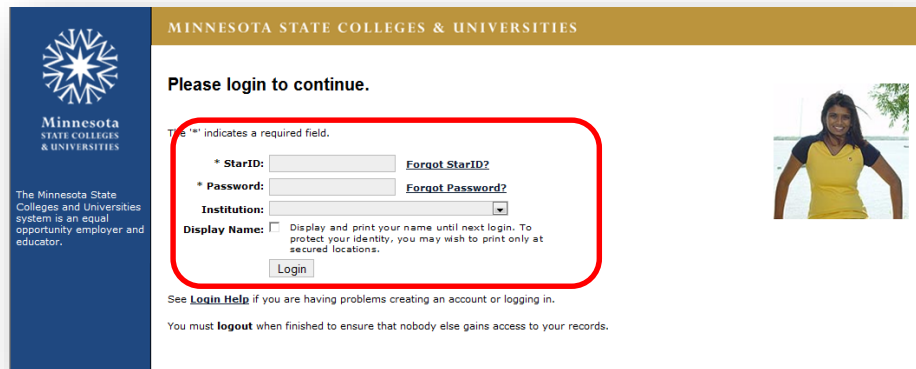 Minnesota
STATE COLLEGES
& UNIVERSITIES
The Minnesota State
Colleges and Universities
system is an equal
opportunity employer and
educator.
MINNESOTA STATE COLLEGES & UNIVERSITIES
Please login to continue.
The '*' indicates a required field.
* StarID: Forgot StarID?
* Password: Forgot Password?
Institution:
Display Name: Display and print your name until next login. To
protect your identity, you may wish to print only at
secured locations.
Login
See Login Help if you are having problems creating an account or logging in.
You must logout when finished to ensure that nobody else gains access to your records.